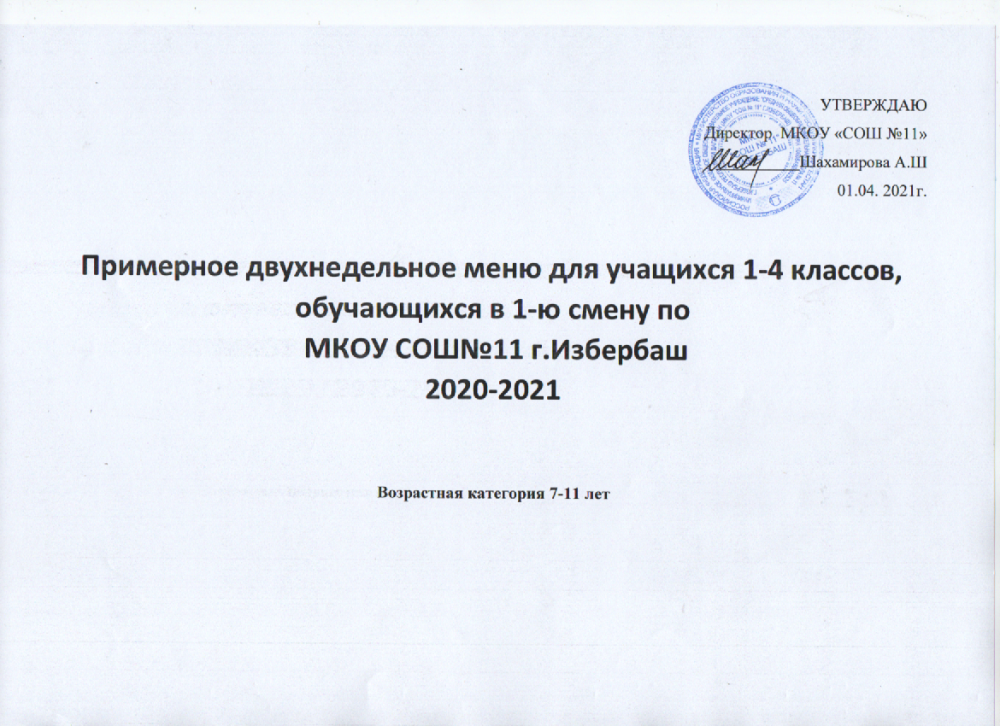 УТВЕРЖДАЮ
Директор МКОУ «СОШ №11»
Шахамирова А.Ш
01.04. 2021г.
Примерное двухнедельное меню для учащихся 1-4 классов,
обучающихся в 1-ю смену по
МКОУ СОШ№11 г.Избербаш
2020-2021
Возрастная категория 7-11 лет